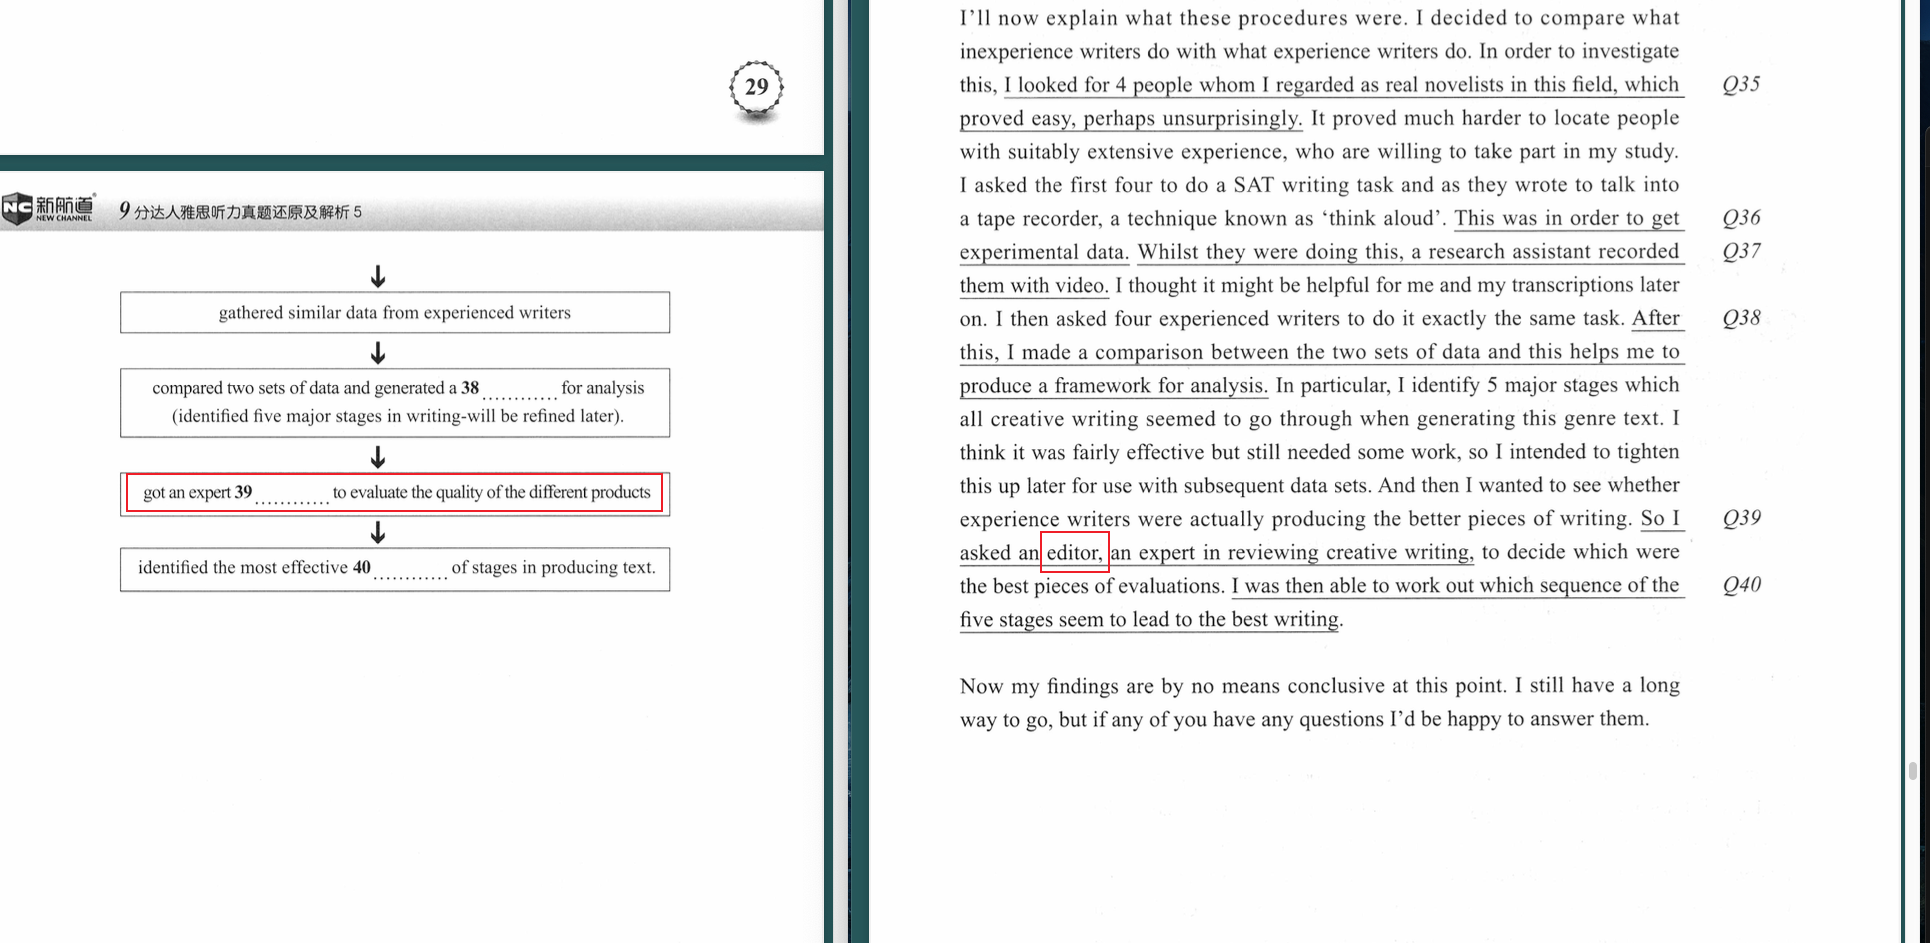 29
NC 新航道
NEW CHANNEL
9分达人雅思听力真题还原及解析 5
gathered similar data from experienced writers
compared two sets of data and generated a 38 ............ for analysis
(identified five major stages in writing-will be refined later).
got an expert 39 ............ to evaluate the quality of the different products
identified the most effective 40 ............ of stages in producing text.
I'll now explain what these procedures were. I decided to compare what
inexperience writers do with what experience writers do. In order to investigate
this, I looked for 4 people whom I regarded as real novelists in this field, which Q35
proved easy, perhaps unsurprisingly. It proved much harder to locate people
with suitably extensive experience, who are willing to take part in my study.
I asked the first four to do a SAT writing task and as they wrote to talk into
a tape recorder, a technique known as 'think aloud'. This was in order to get Q36
experimental data. Whilst they were doing this, a research assistant recorded Q37
them with video. I thought it might be helpful for me and my transcriptions later
on. I then asked four experienced writers to do it exactly the same task. After Q38
this, I made a comparison between the two sets of data and this helps me to
produce a framework for analysis. In particular, I identify 5 major stages which
all creative writing seemed to go through when generating this genre text. I
think it was fairly effective but still needed some work, so I intended to tighten
this up later for use with subsequent data sets. And then I wanted to see whether
experience writers were actually producing the better pieces of writing. So I Q39
asked an editor, an expert in reviewing creative writing, to decide which were
the best pieces of evaluations. I was then able to work out which sequence of the Q40
five stages seem to lead to the best writing.
Now my findings are by no means conclusive at this point. I still have a long
way to go, but if any of you have any questions I'd be happy to answer them.